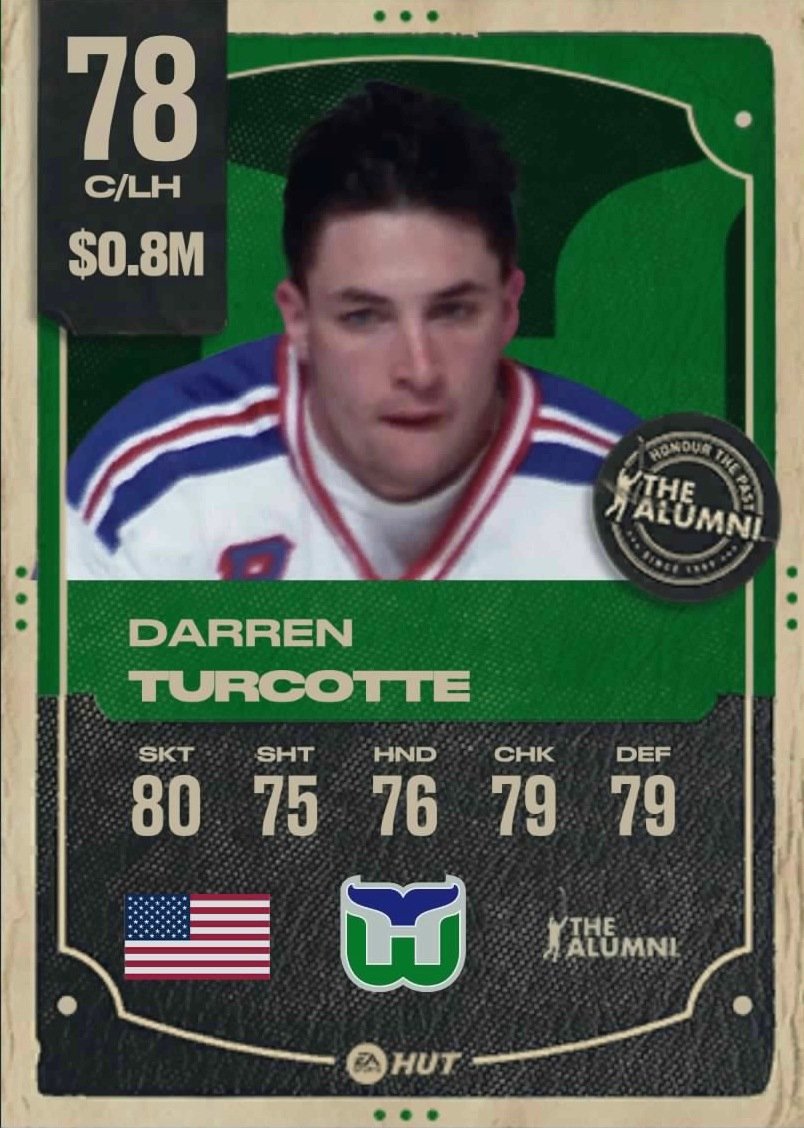 78
C/LH
$0.8M
HONOUR THE PAST
THE
ALUMNI
DARREN
TURCOTTE
SKT SHT HND CHK DEF
80 75 76 79 79
THE
ALUMNI
EA
HUT